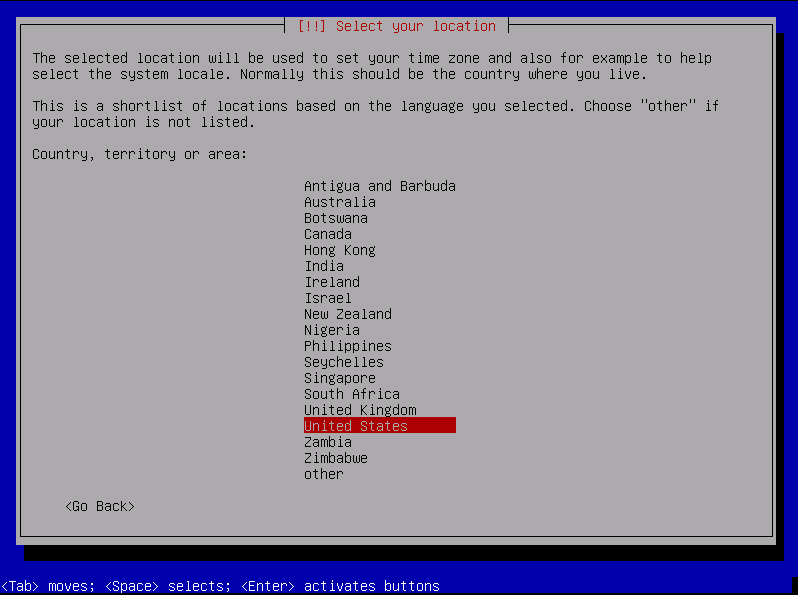 [!!] Select your location
The selected location will be used to set your time zone and also for example to help
select the system locale. Normally this should be the country where you live.
This is a shortlist of locations based on the language you selected. Choose "other" if
your location is not listed.
Country, territory or area:
Antigua and Barbuda
Australia
Botswana
Canada
Hong Kong
India
Ireland
Israel
New Zealand
Nigeria
Philippines
Seychelles
Singapore
South Africa
United Kingdom
United States
Zambia
Zimbabwe
other
<Go Back>
<Tab> moves; <Space> selects; <Enter> activates buttons